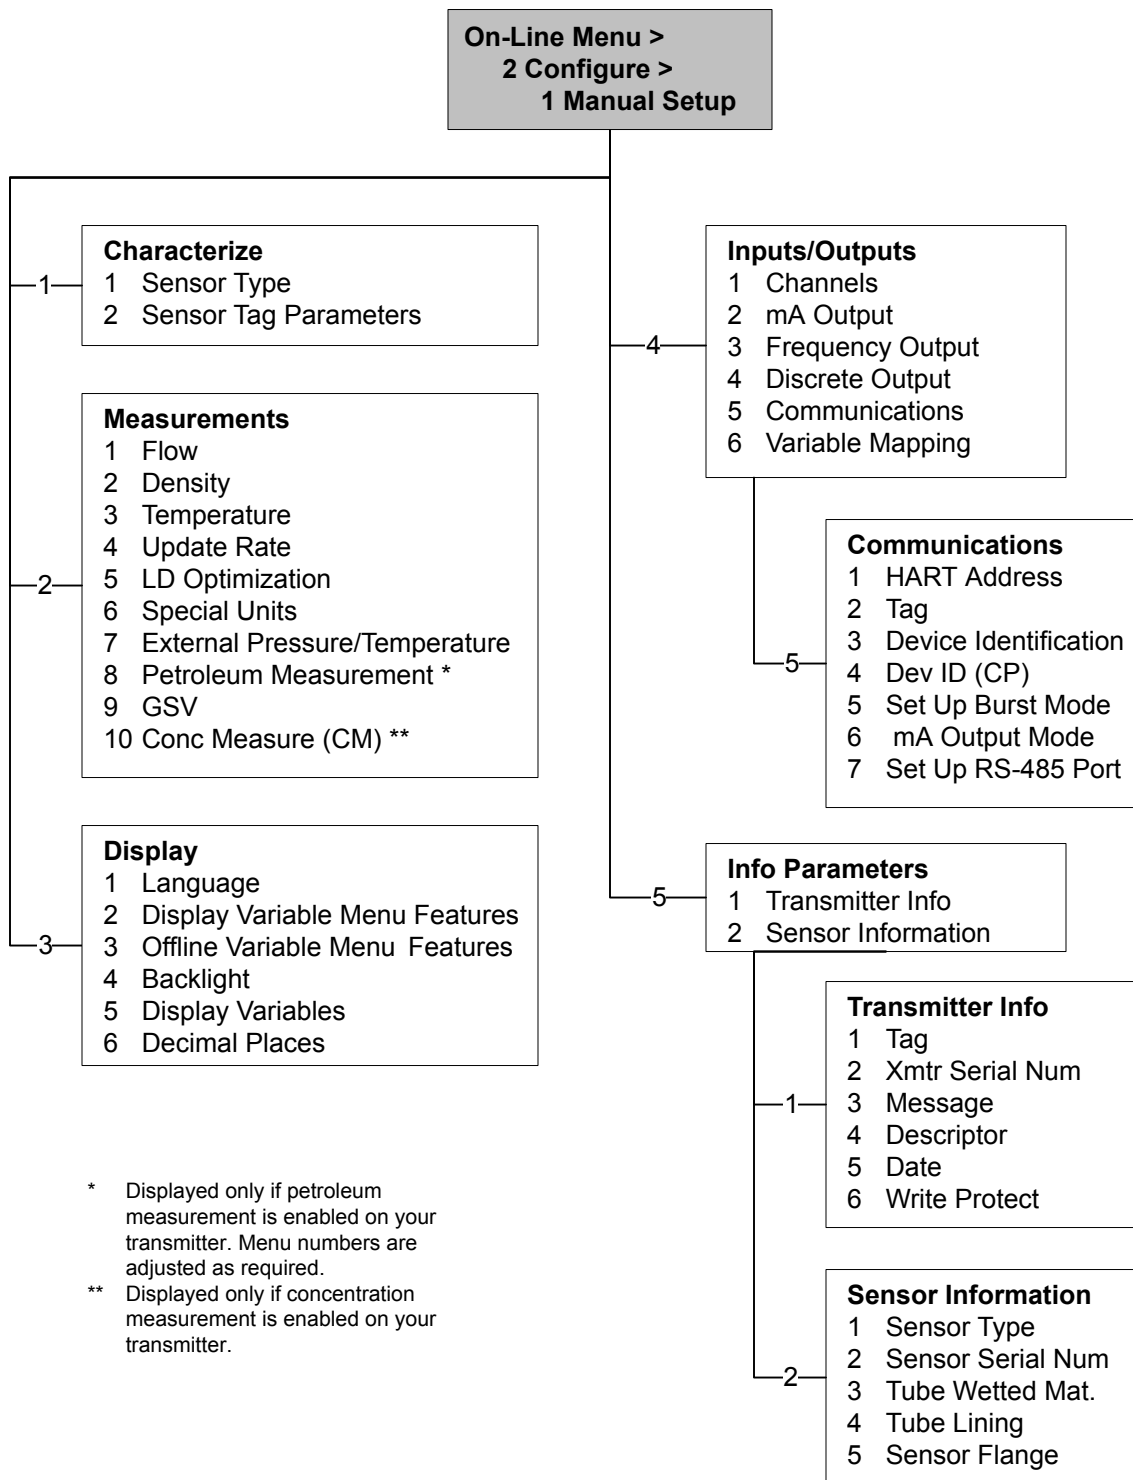 On-Line Menu >
2 Configure >
1 Manual Setup
1
Characterize
1 Sensor Type
2 Sensor Tag Parameters
2
Measurements
1 Flow
2 Density
3 Temperature
4 Update Rate
5 LD Optimization
6 Special Units
7 External Pressure/Temperature
8 Petroleum Measurement *
9 GSV
10 Conc Measure (CM) **
3
Display
1 Language
2 Display Variable Menu Features
3 Offline Variable Menu Features
4 Backlight
5 Display Variables
6 Decimal Places
4
Inputs/Outputs
1 Channels
2 mA Output
3 Frequency Output
4 Discrete Output
5 Communications
6 Variable Mapping
5
Communications
1 HART Address
2 Tag
3 Device Identification
4 Dev ID (CP)
5 Set Up Burst Mode
6 mA Output Mode
7 Set Up RS-485 Port
5
Info Parameters
1 Transmitter Info
2 Sensor Information
1
Transmitter Info
1 Tag
2 Xmtr Serial Num
3 Message
4 Descriptor
5 Date
6 Write Protect
2
Sensor Information
1 Sensor Type
2 Sensor Serial Num
3 Tube Wetted Mat.
4 Tube Lining
5 Sensor Flange
* Displayed only if petroleum
measurement is enabled on your
transmitter. Menu numbers are
adjusted as required.
** Displayed only if concentration
measurement is enabled on your
transmitter.